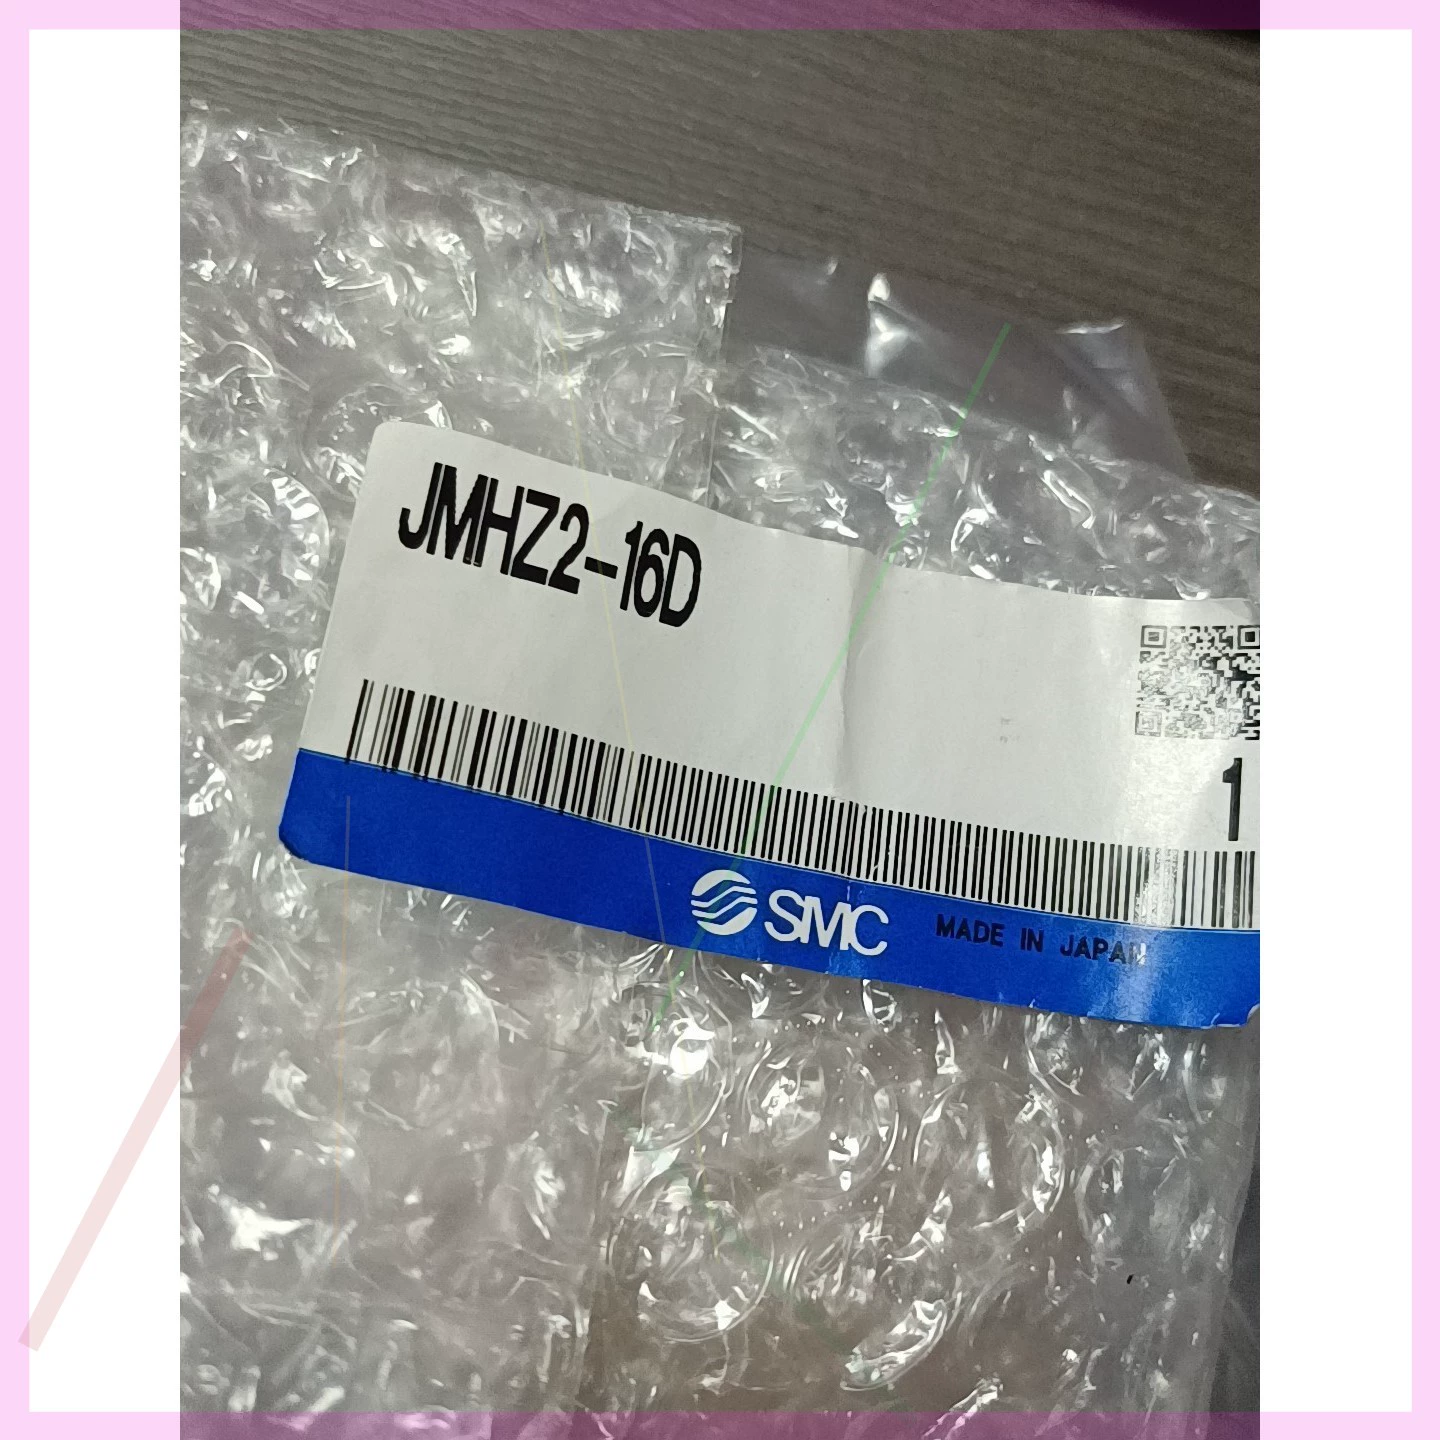 JMHZ2-16D
1
SMC
MADE IN JAPAN